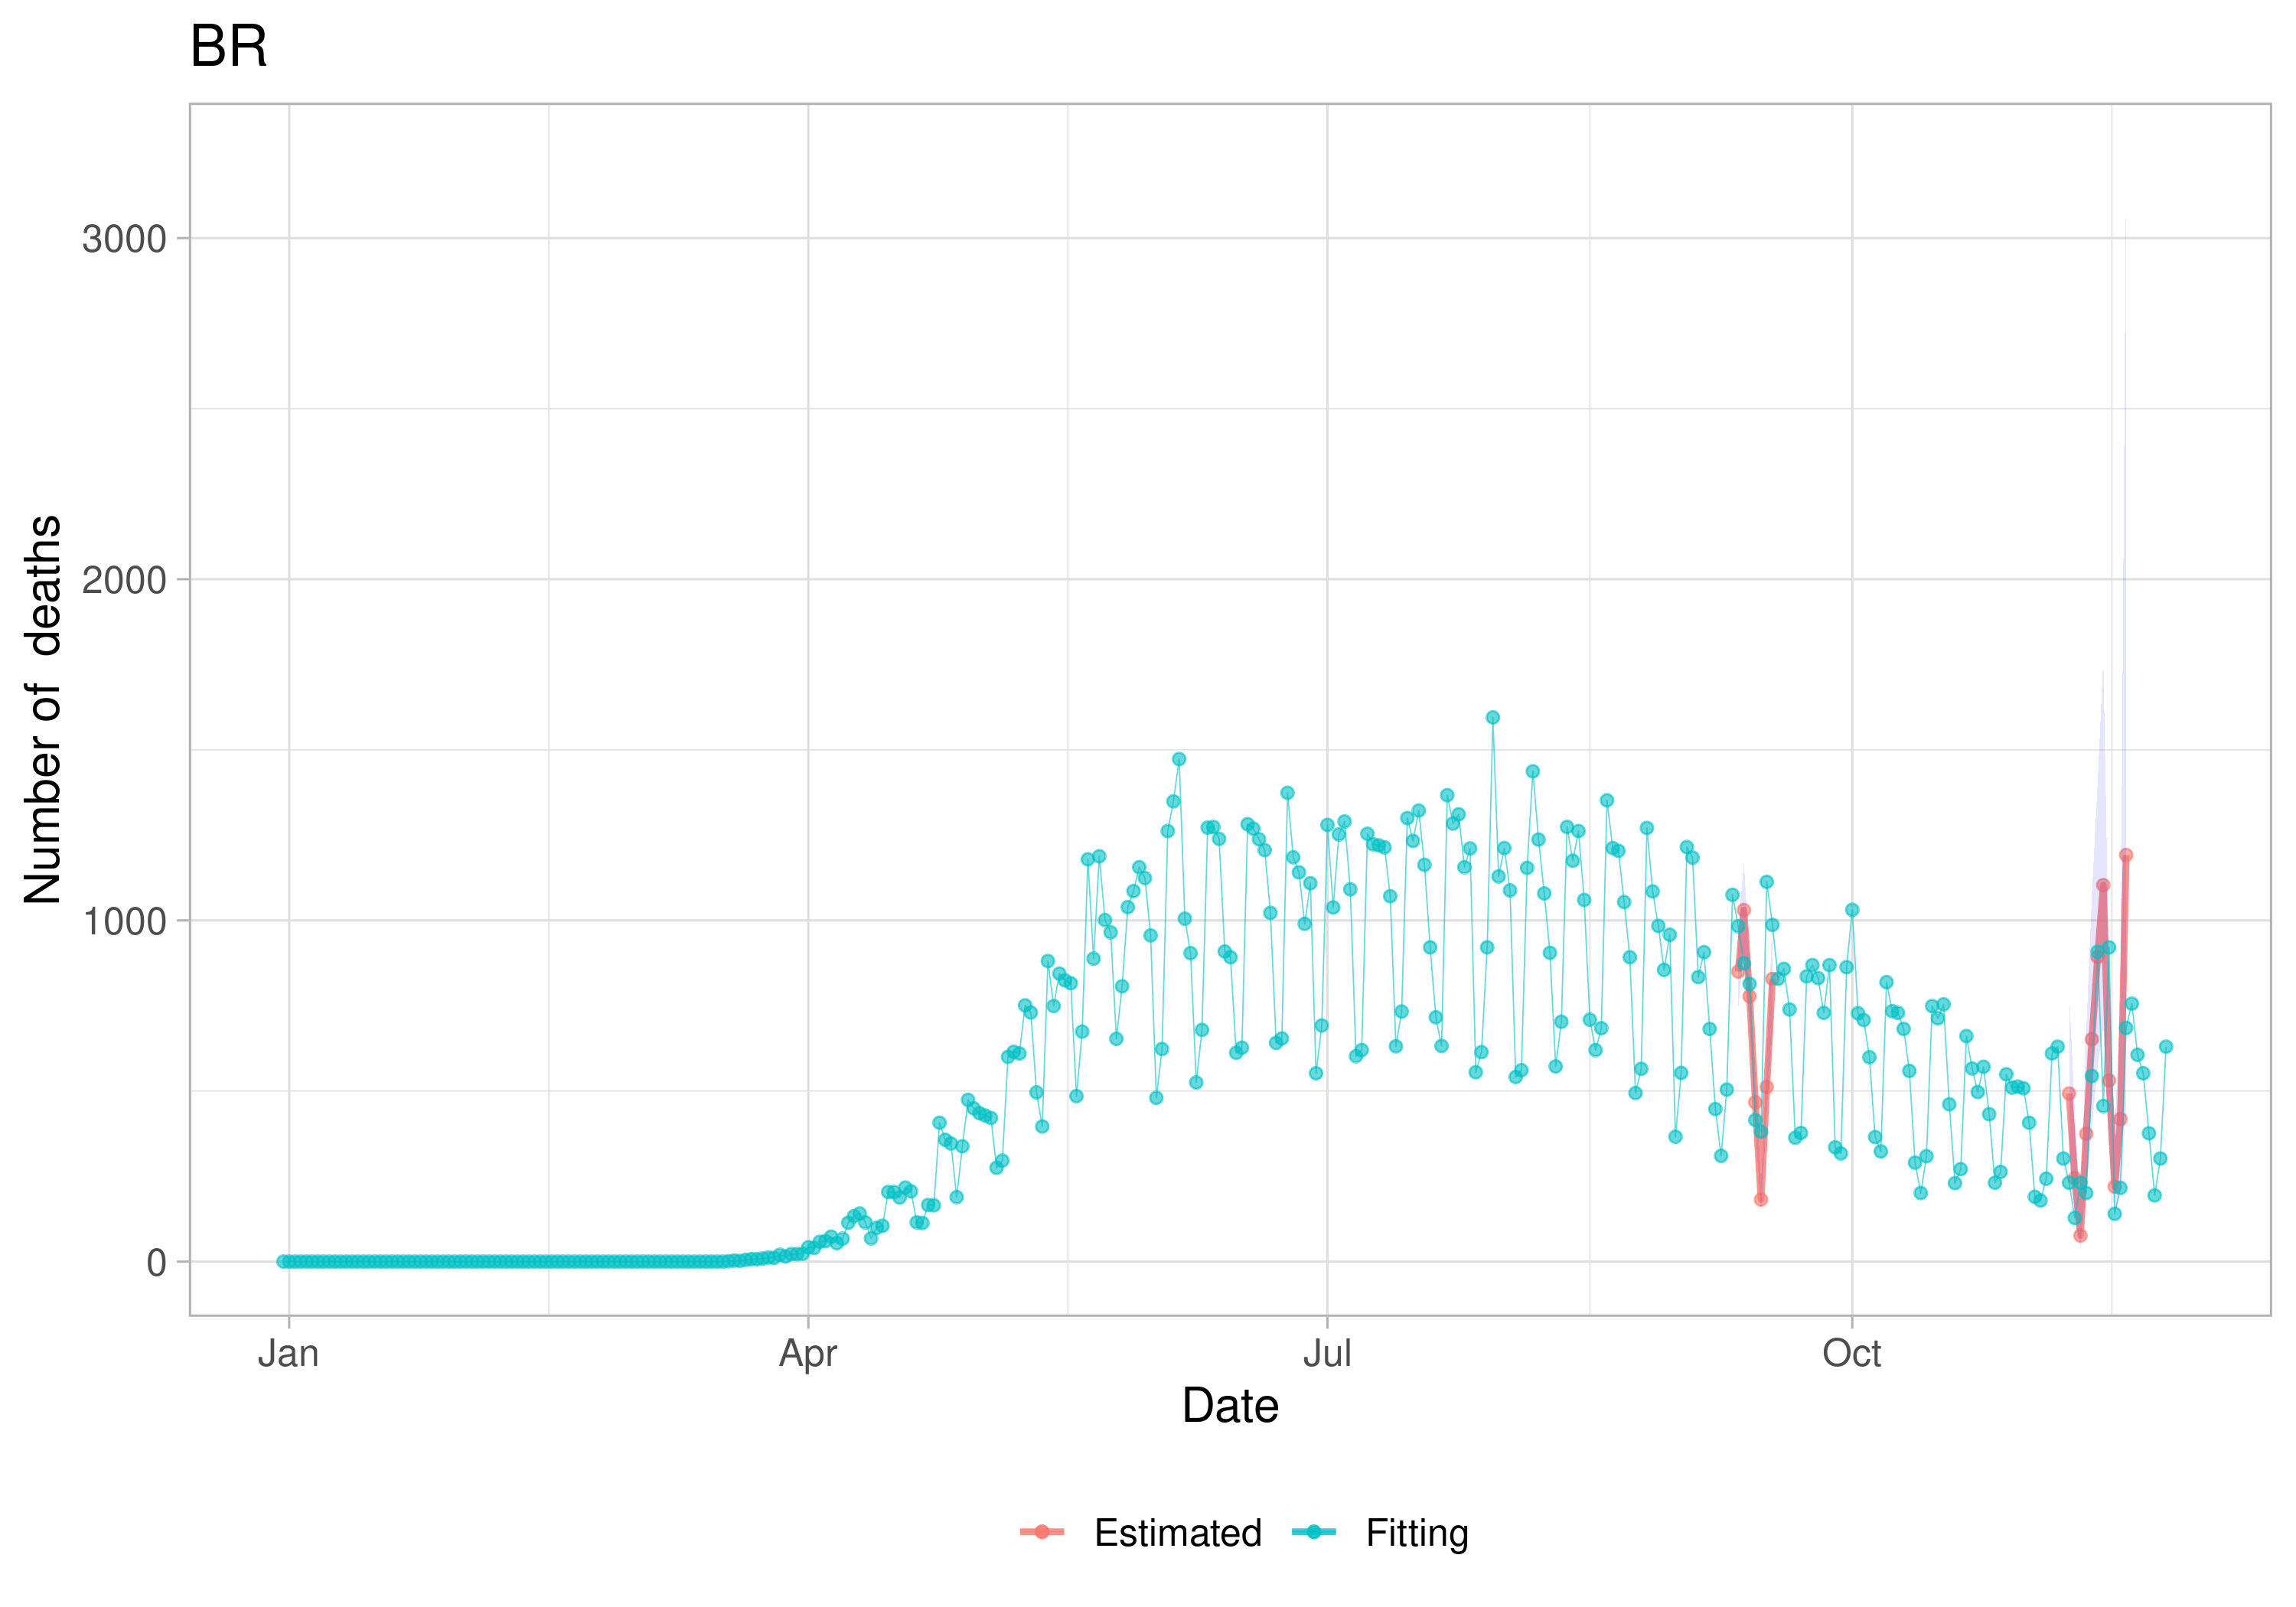 BR
Number of  deaths
3000
2000
1000
0
Jan Apr Jul Oct
Date
Estimated Fitting